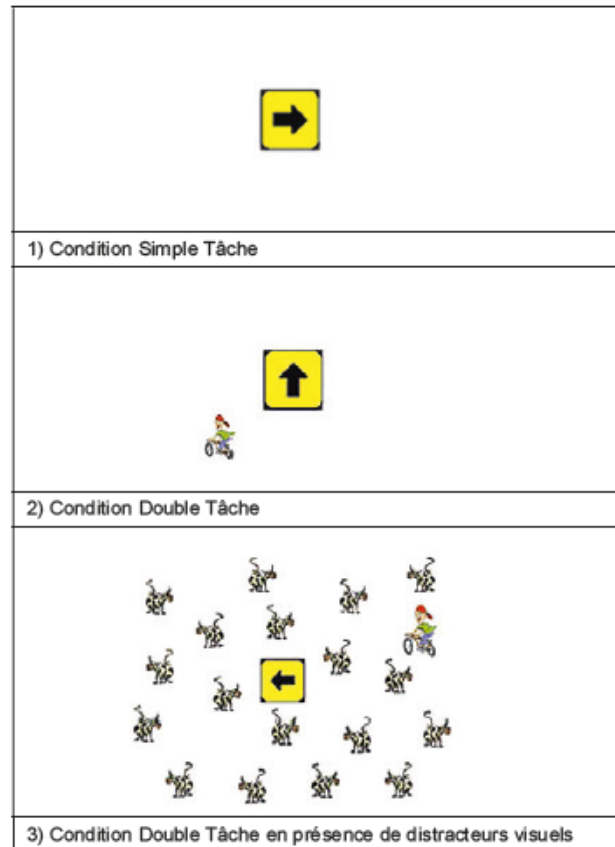 1) Condition Simple Tâche
2) Condition Double Tâche
3) Condition Double Tâche en présence de distracteurs visuels